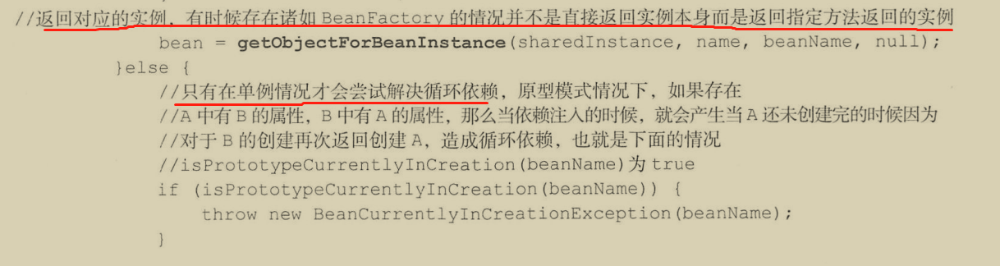 //返回对应的实例，有时候存在诸如 BeanFactory 的情况并不是直接返回实例本身而是返回指定方法返回的实例
bean = getObjectForBeanInstance(sharedInstance, name, beanName, null);
}else {
//只有在单例情况才会尝试解决循环依赖，原型模式情况下，如果存在
//A 中有 B 的属性，B 中有 A 的属性，那么当依赖注入的时候，就会产生当 A 还未创建完的时候因为
//对于 B 的创建再次返回创建 A，造成循环依赖，也就是下面的情况
//isPrototypeCurrentlyInCreation(beanName)为 true
if (isPrototypeCurrentlyInCreation(beanName)) {
throw new BeanCurrentlyInCreationException(beanName);
}